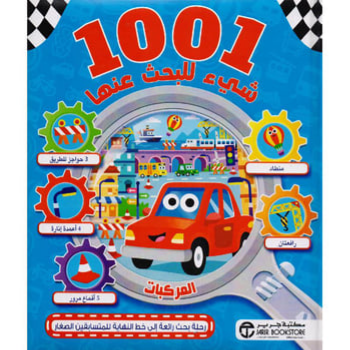 1001
شيء للبحث عنها
3 حواجز للطريق
منطاد
4 أعمدة إنارة
رافعتان
5 أقماع مرور
المركبات
رحلة بحث رائعة إلى خط النهاية للمتسابقين الصغار
مكتبة جرير
JARIR BOOKSTORE